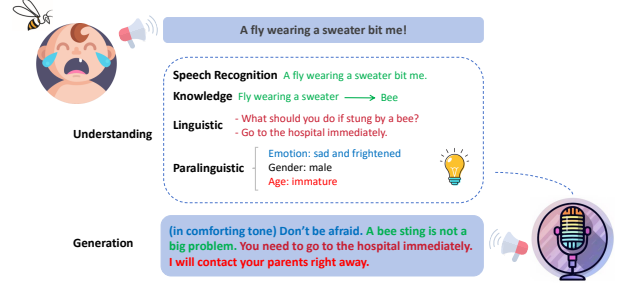 A fly wearing a sweater bit me!
Speech Recognition A fly wearing a sweater bit me.
Knowledge Fly wearing a sweater Bee
Understanding
Linguistic - What should you do if stung by a bee?
- Go to the hospital immediately.
Paralinguistic Emotion: sad and frightened
Gender: male
Age: immature
Generation
(in comforting tone) Don't be afraid. A bee sting is not a
big problem. You need to go to the hospital immediately.
I will contact your parents right away.